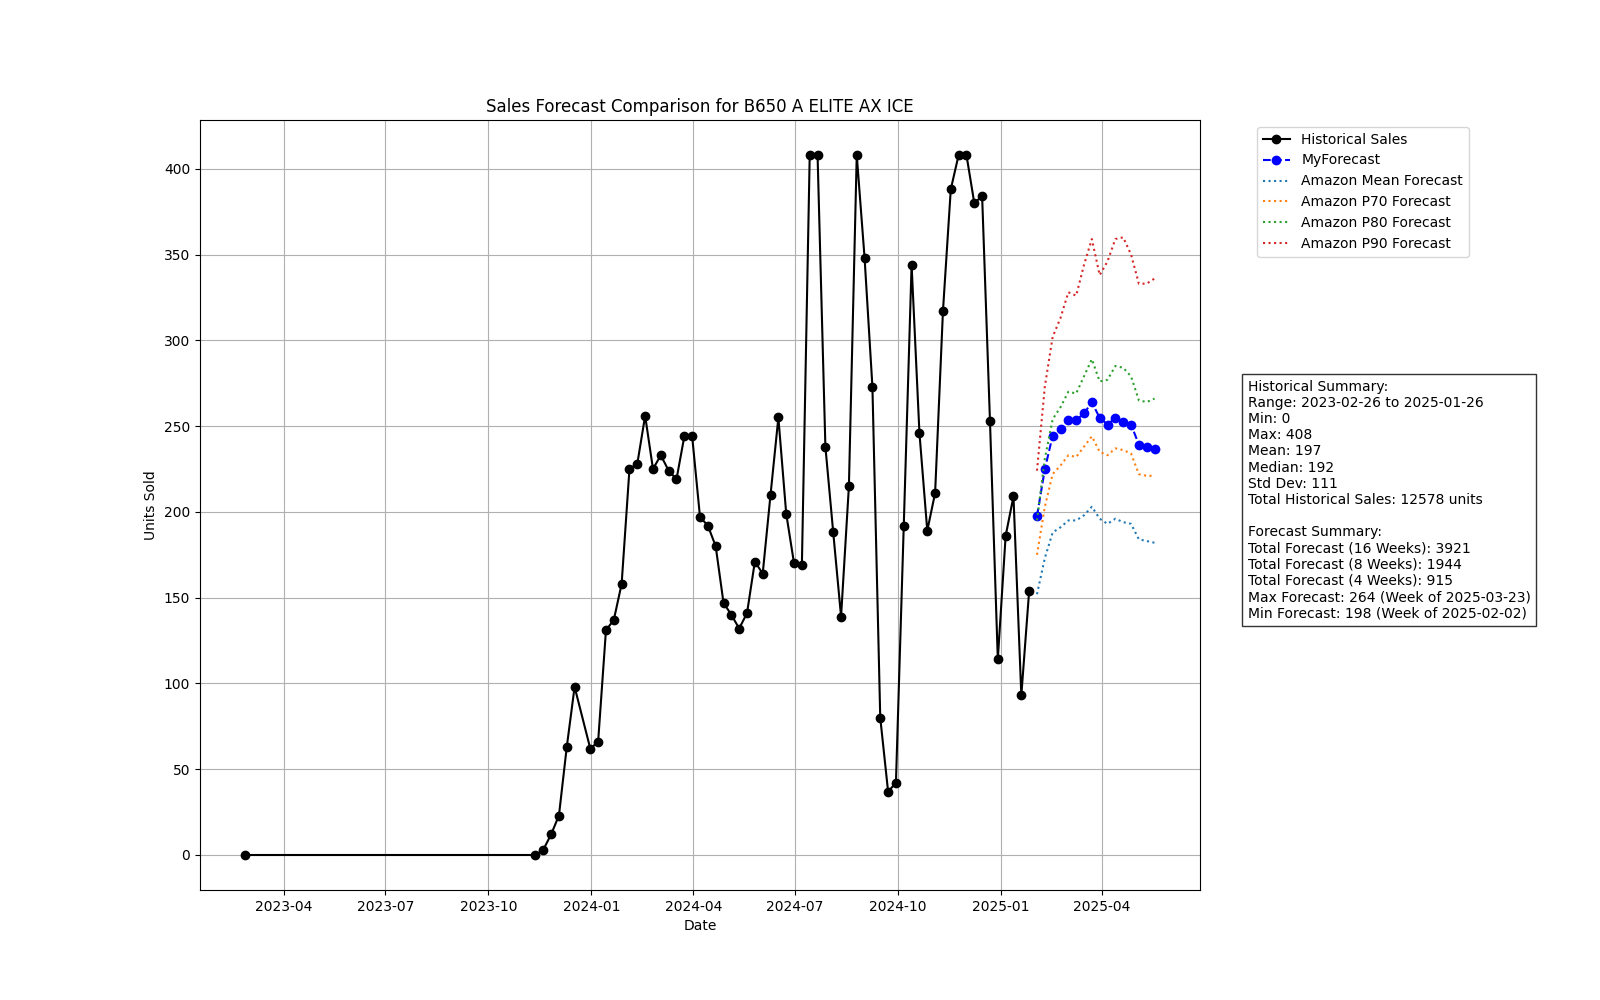 Sales Forecast Comparison for B650 A ELITE AX ICE
Historical Sales
MyForecast
Amazon Mean Forecast
Amazon P70 Forecast
Amazon P80 Forecast
Amazon P90 Forecast
Units Sold
400
350
300
250
200
150
100
50
0
2023-04
2023-07
2023-10
2024-01
2024-04
2024-07
2024-10
2025-01
2025-04
Date
Historical Summary:
Range: 2023-02-26 to 2025-01-26
Min: 0
Max: 408
Mean: 197
Median: 192
Std Dev: 111
Total Historical Sales: 12578 units
Forecast Summary:
Total Forecast (16 Weeks): 3921
Total Forecast (8 Weeks): 1944
Total Forecast (4 Weeks): 915
Max Forecast: 264 (Week of 2025-03-23)
Min Forecast: 198 (Week of 2025-02-02)